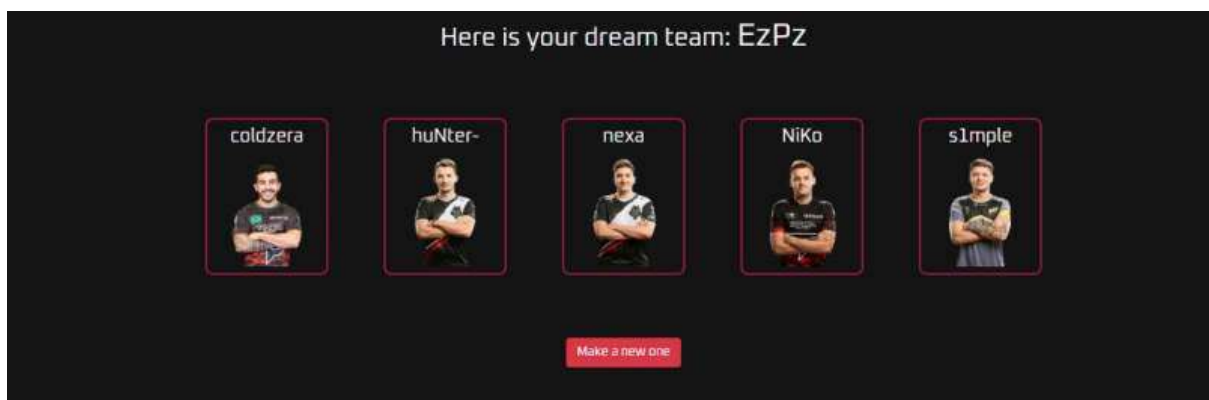 Here is your dream team: EzPz
coldzera
huNter-
nexa
NiKo
s1mple
Make a new one